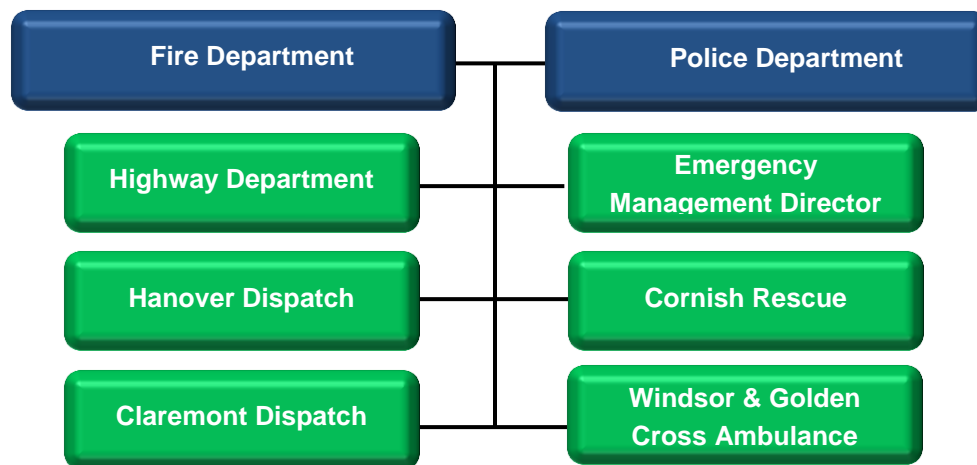 Fire Department
Police Department
Highway Department
Emergency
Management Director
Hanover Dispatch
Cornish Rescue
Claremont Dispatch
Windsor & Golden
Cross Ambulance